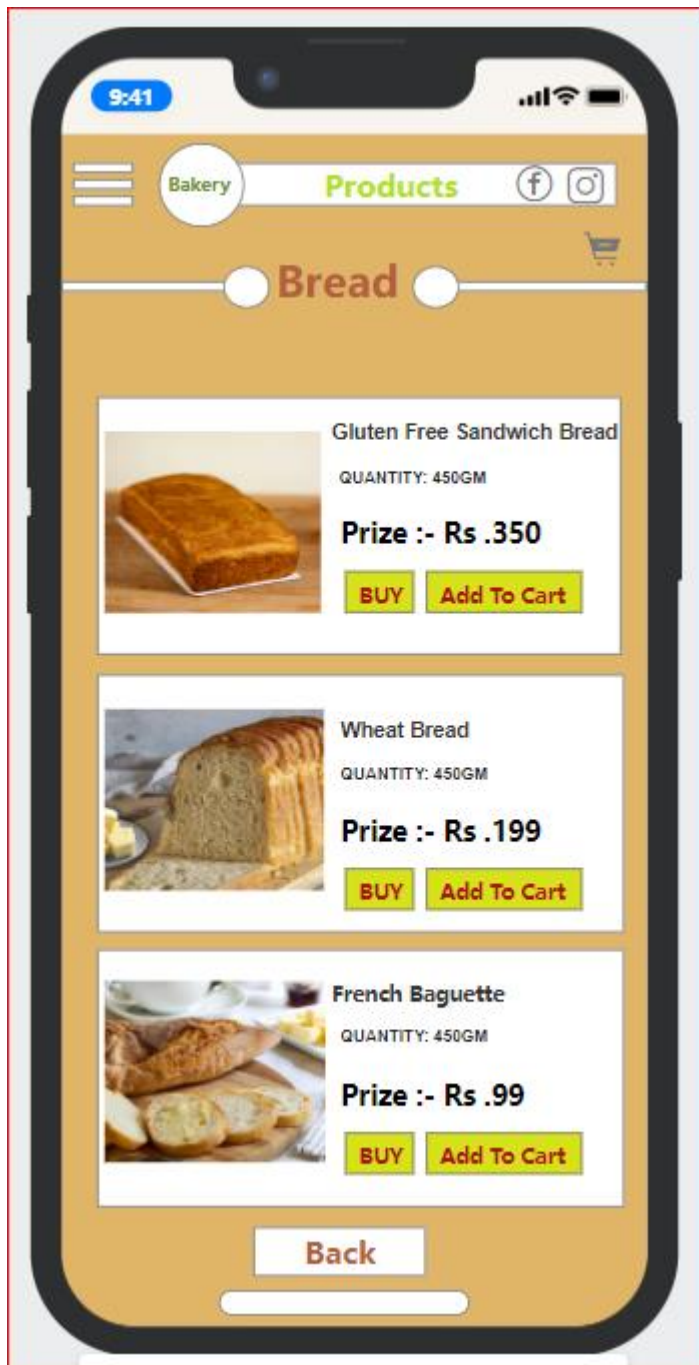 9:41
Bakery Products
Bread
Gluten Free Sandwich Bread
QUANTITY: 450GM
Prize :- Rs .350
BUY Add To Cart
Wheat Bread
QUANTITY: 450GM
Prize :- Rs .199
BUY Add To Cart
French Baguette
QUANTITY: 450GM
Prize :- Rs .99
BUY Add To Cart
Back